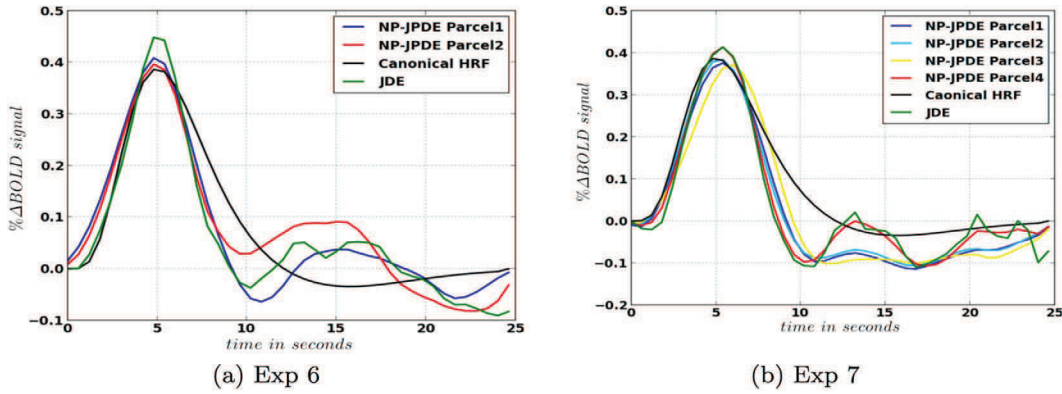 NP-JPDE Parcel1
NP-JPDE Parcel2
Canonical HRF
JDE
%ΔBOLD signal
0.5
0.4
0.3
0.2
0.1
0.0
−0.1
0 5 10 15 20 25
time in seconds
(a) Exp 6
NP-JPDE Parcel1
NP-JPDE Parcel2
NP-JPDE Parcel3
NP-JPDE Parcel4
Caonical HRF
JDE
%ΔBOLD signal
0.5
0.4
0.3
0.2
0.1
0.0
−0.1
−0.2
0 5 10 15 20 25
time in seconds
(b) Exp 7